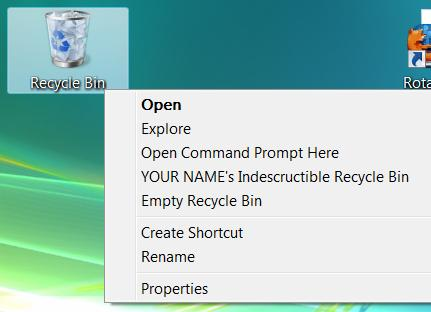 Recycle Bin
Rota
Open
Explore
Open Command Prompt Here
YOUR NAME's Indescructible Recycle Bin
Empty Recycle Bin
Create Shortcut
Rename
Properties